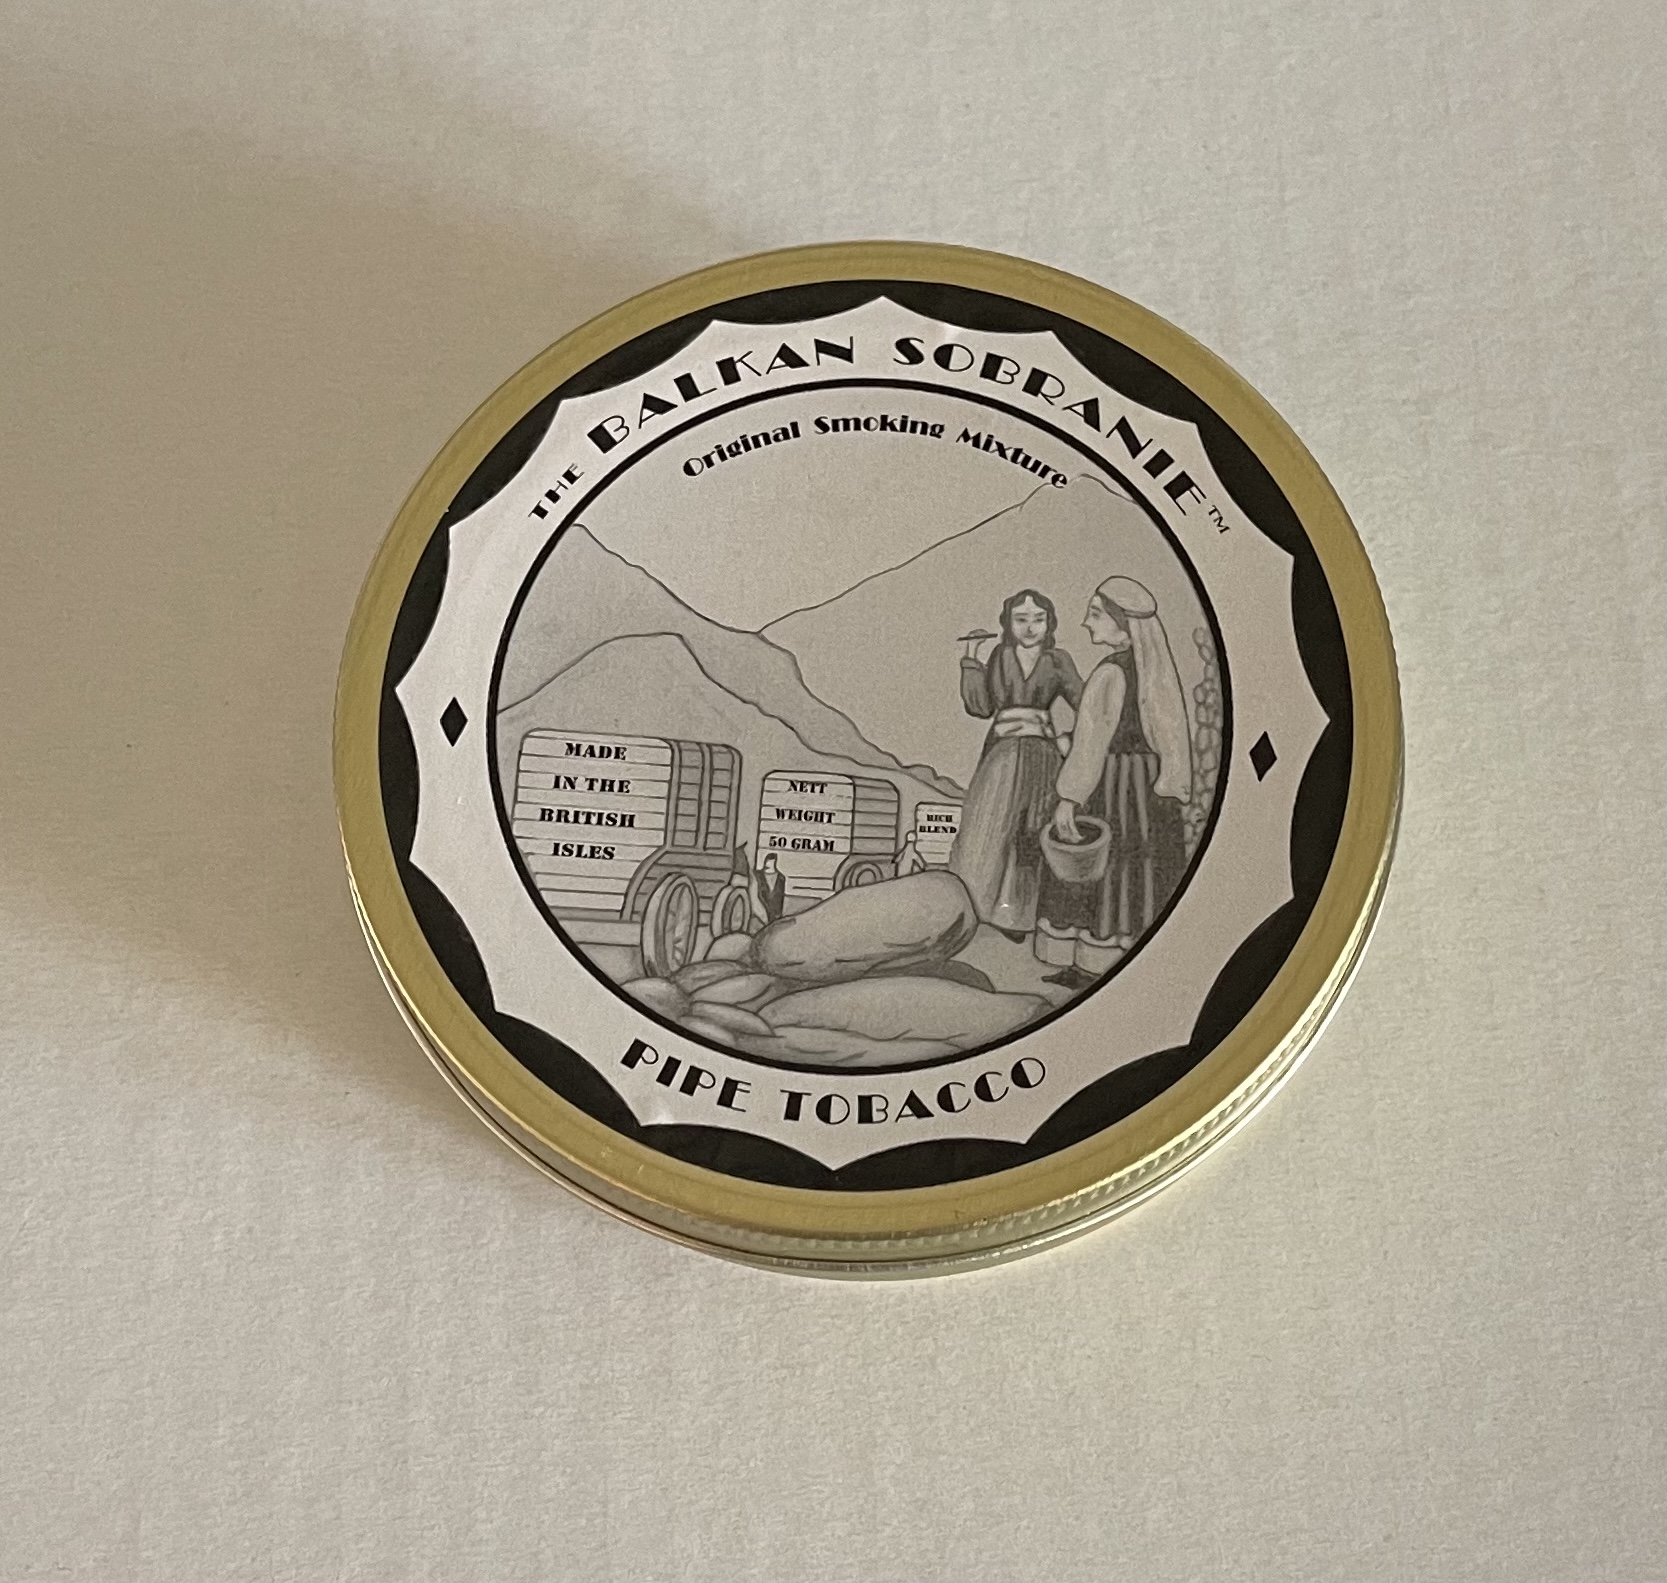 THE BALKAN SOBRANIE™
Original Smoking Mixture
MADE
IN THE
BRITISH
ISLES
NETT
WEIGHT
50 GRAM
RICH
BLEND
PIPE TOBACCO